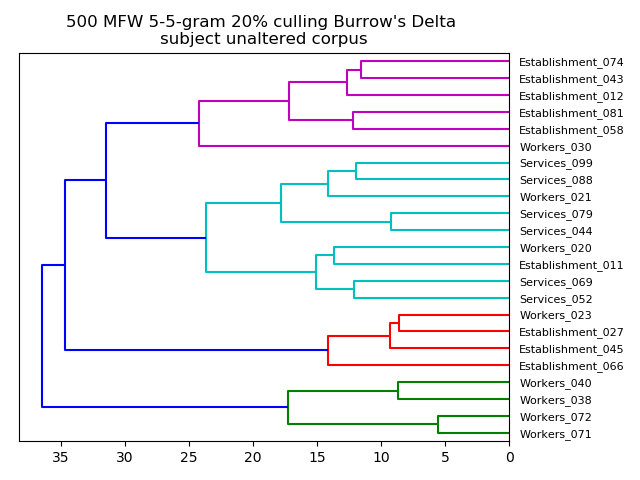 500 MFW 5-5-gram 20% culling Burrow's Delta
subject unaltered corpus
Establishment_074
Establishment_043
Establishment_012
Establishment_081
Establishment_058
Workers_030
Services_099
Services_088
Workers_021
Services_079
Services_044
Workers_020
Establishment_011
Services_069
Services_052
Workers_023
Establishment_027
Establishment_045
Establishment_066
Workers_040
Workers_038
Workers_072
Workers_071
35 30 25 20 15 10 5 0